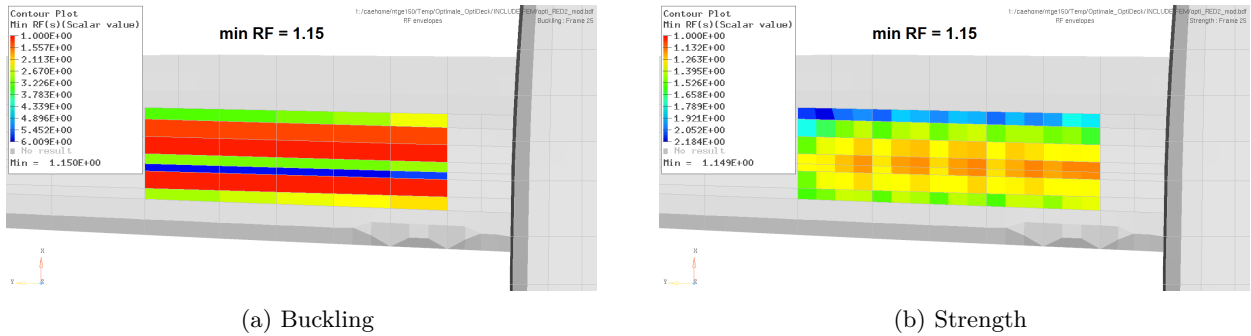 Contour Plot
Min RF(s)(Scalar value)
1.000E+00
1.557E+00
2.113E+00
2.670E+00
3.226E+00
3.783E+00
4.339E+00
4.896E+00
5.452E+00
6.009E+00
No result
Min = 1.150E+00
min RF = 1.15
RF envelopes
Buckling : Frame 25
X
Y
Z
(a) Buckling
Contour Plot
Min RF(s)(Scalar value)
1.000E+00
1.132E+00
1.263E+00
1.395E+00
1.526E+00
1.658E+00
1.789E+00
1.921E+00
2.052E+00
2.184E+00
No result
Min = 1.149E+00
min RF = 1.15
RF envelopes
Strength : Frame 25
X
Y
Z
(b) Strength